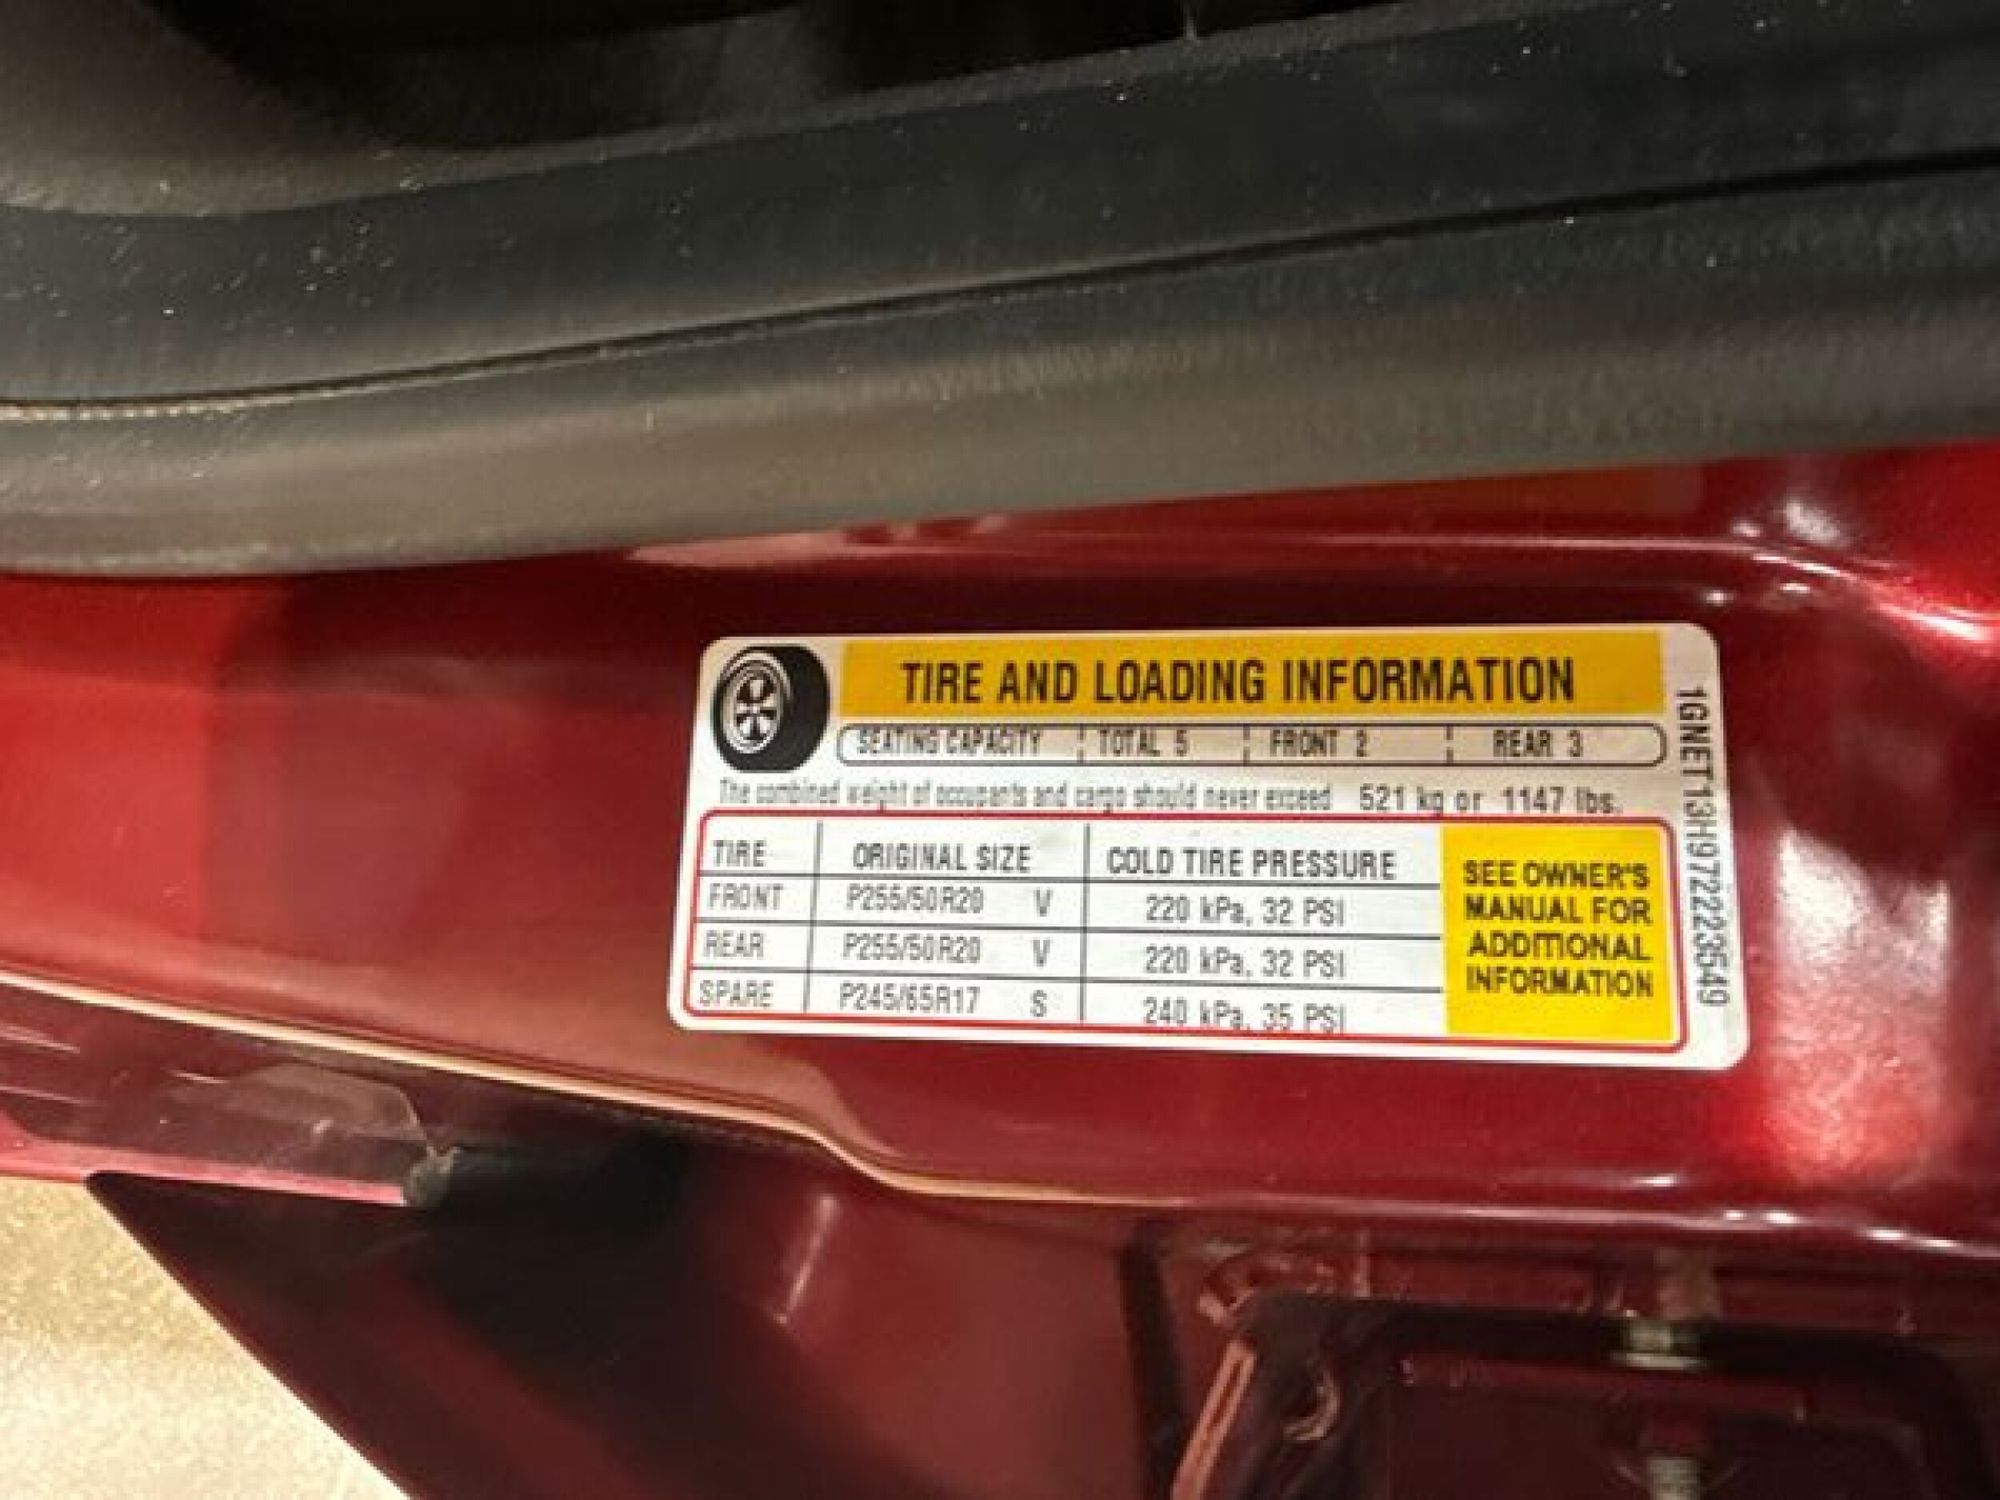 TIRE AND LOADING INFORMATION
SEATING CAPACITY TOTAL 5 FRONT 2 REAR 3
The combined weight of occupants and cargo should never exceed 521 kg or 1147 lbs.
TIRE ORIGINAL SIZE COLD TIRE PRESSURE
FRONT P255/50R20 V 220 kPa, 32 PSI
REAR P255/50R20 V 220 kPa, 32 PSI
SPARE P245/65R17 S 240 kPa, 35 PSI
SEE OWNER'S
MANUAL FOR
ADDITIONAL
INFORMATION
1GNET13H972223549